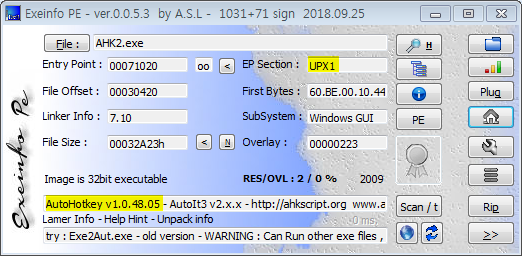 Exeinfo PE - ver.0.0.5.3 by A.S.L - 1031+71 sign 2018.09.25
File : AHK2.exe H
Entry Point : 00071020 oo < EP Section : UPX1
File Offset : 00030420 First Bytes : 60.BE.00.10.44 Plug
Linker Info : 7.10 SubSystem : Windows GUI PE
File Size : 00032A23h < N Overlay : 00000223
Image is 32bit executable RES/OVL : 2 / 0 % 2009
AutoHotkey v1.0.48.05 - AutoIt3 v2.x.x - http://ahkscript.org www.a Scan / t Rip
Lamer Info - Help Hint - Unpack info 0 ms.
try : Exe2Aut.exe - old version - WARNING : Can Run other exe files , >>
Exeinfo Pe